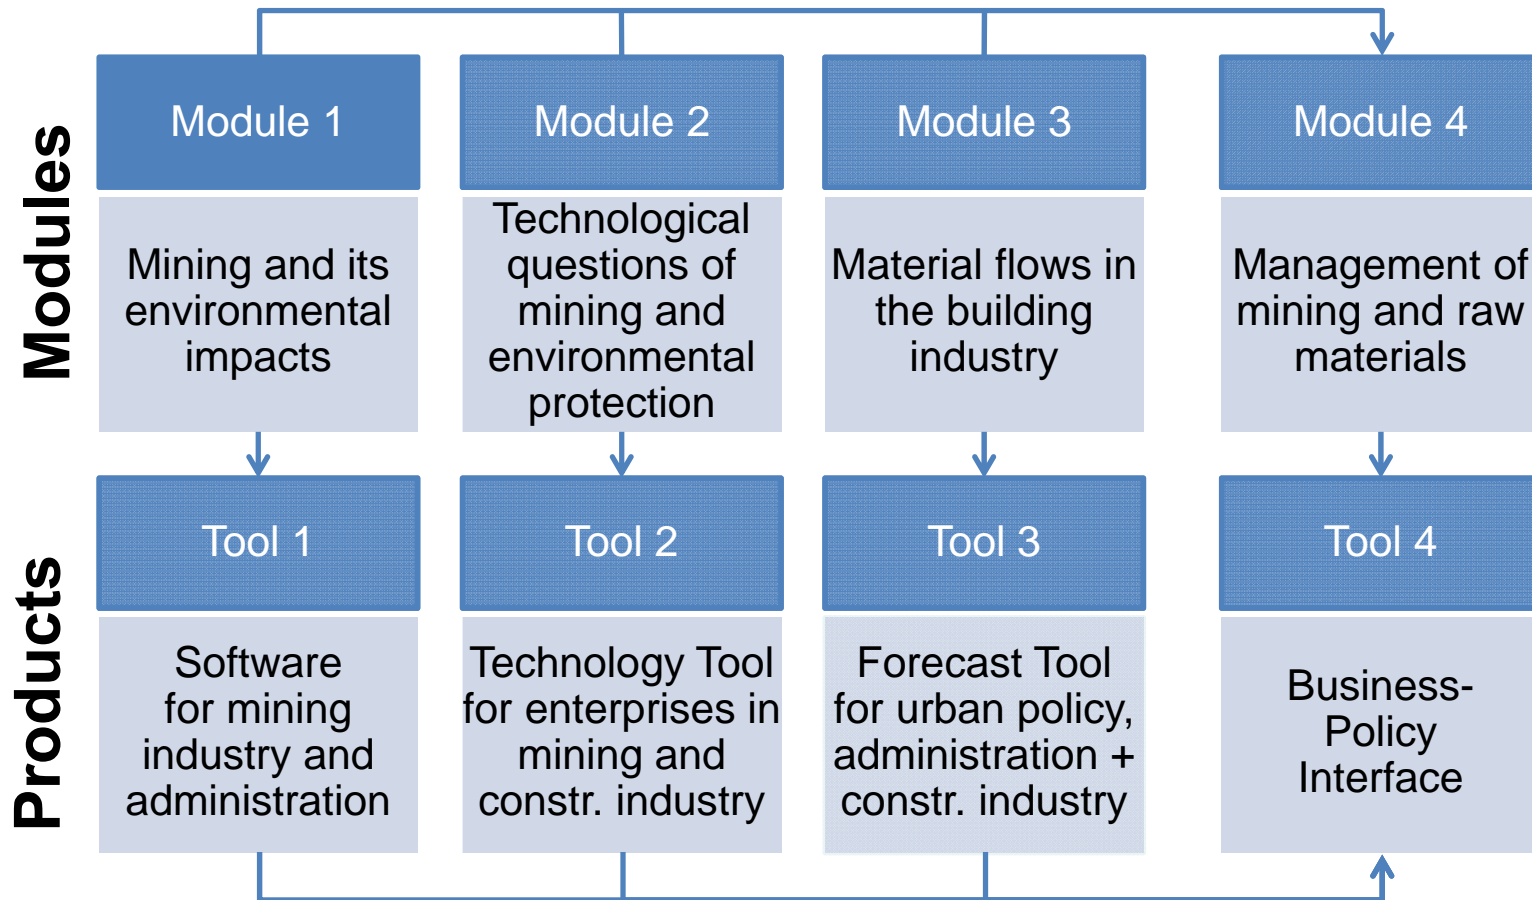 Modules
Module 1
Module 2
Module 3
Module 4
Mining and its
environmental
impacts
Technological
questions of
mining and
environmental
protection
Material flows in
the building
industry
Management of
mining and raw
materials
Products
Tool 1
Tool 2
Tool 3
Tool 4
Software
for mining
industry and
administration
Technology Tool
for enterprises in
mining and
constr. industry
Forecast Tool
for urban policy,
administration +
constr. industry
Business-
Policy
Interface